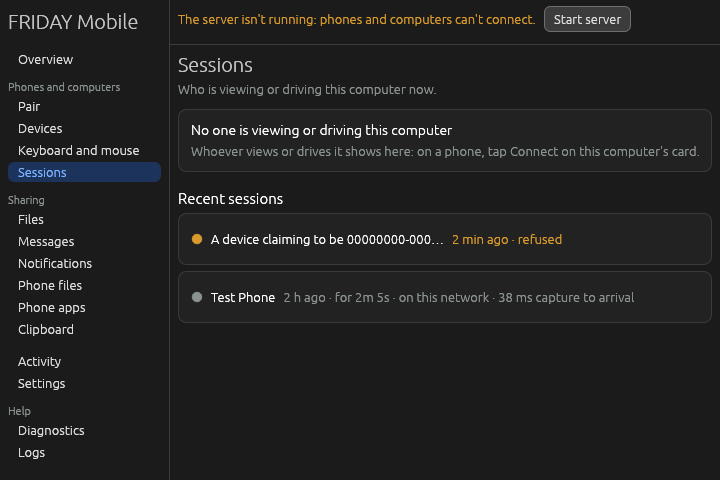 FRIDAY Mobile
The server isn't running: phones and computers can't connect.
Start server
Overview
Phones and computers
Pair
Devices
Keyboard and mouse
Sessions
Sharing
Files
Messages
Notifications
Phone files
Phone apps
Clipboard
Activity
Settings
Help
Diagnostics
Logs
Sessions
Who is viewing or driving this computer now.
No one is viewing or driving this computer
Whoever views or drives it shows here: on a phone, tap Connect on this computer's card.
Recent sessions
A device claiming to be 00000000-000… 2 min ago · refused
Test Phone 2 h ago · for 2m 5s · on this network · 38 ms capture to arrival